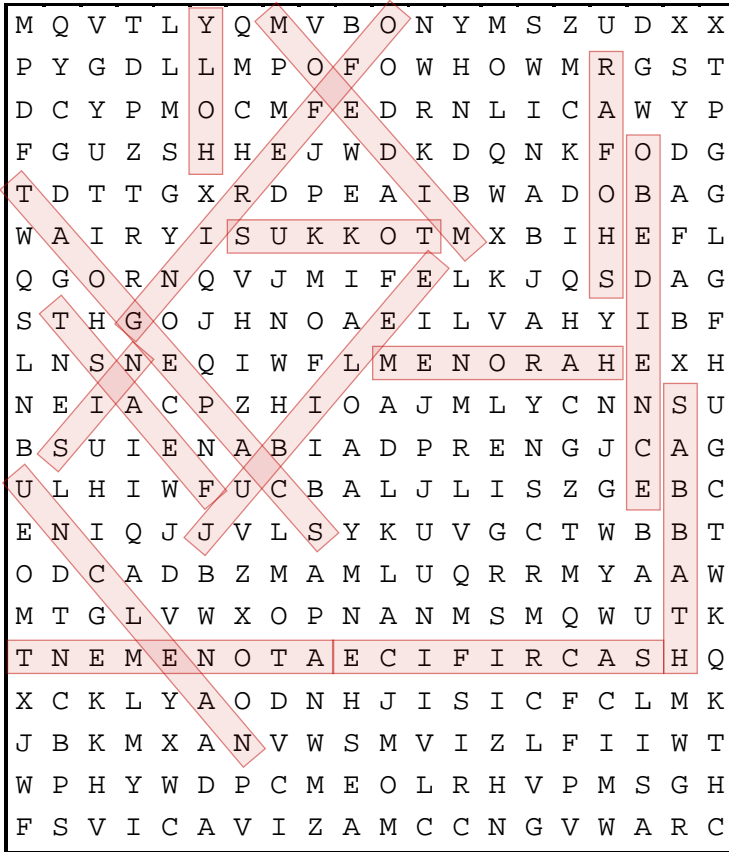 M Q V T L Y Q M V B O N Y M S Z U D X X
P Y G D L L M P O F O W H O W M R G S T
D C Y P M O C M F E D R N L I C A W Y P
F G U Z S H H E J W D K D Q N K F O D G
T D T T G X R D P E A I B W A D O B A G
W A I R Y I S U K K O T M X B I H E F L
Q G O R N Q V J M I F E L K J Q S D A G
S T H G O J H N O A E I L V A H Y I B F
L N S N E Q I W F L M E N O R A H E X H
N E I A C P Z H I O A J M L Y C N N S U
B S U I E N A B I A D P R E N G J C A G
U L H I W F U C B A L J L I S Z G E B C
E N I Q J J V L S Y K U V G C T W B B T
O D C A D B Z M A M L U Q R R M Y A A W
M T G L V W X O P N A N M S M Q W U T K
T N E M E N O T A E C I F I R C A S H Q
X C K L Y A O D N H J I S I C F C L M K
J B K M X A N V W S M V I Z L F I I W T
W P H Y W D P C M E O L R H V P M S G H
F S V I C A V I Z A M C C N G V W A R C